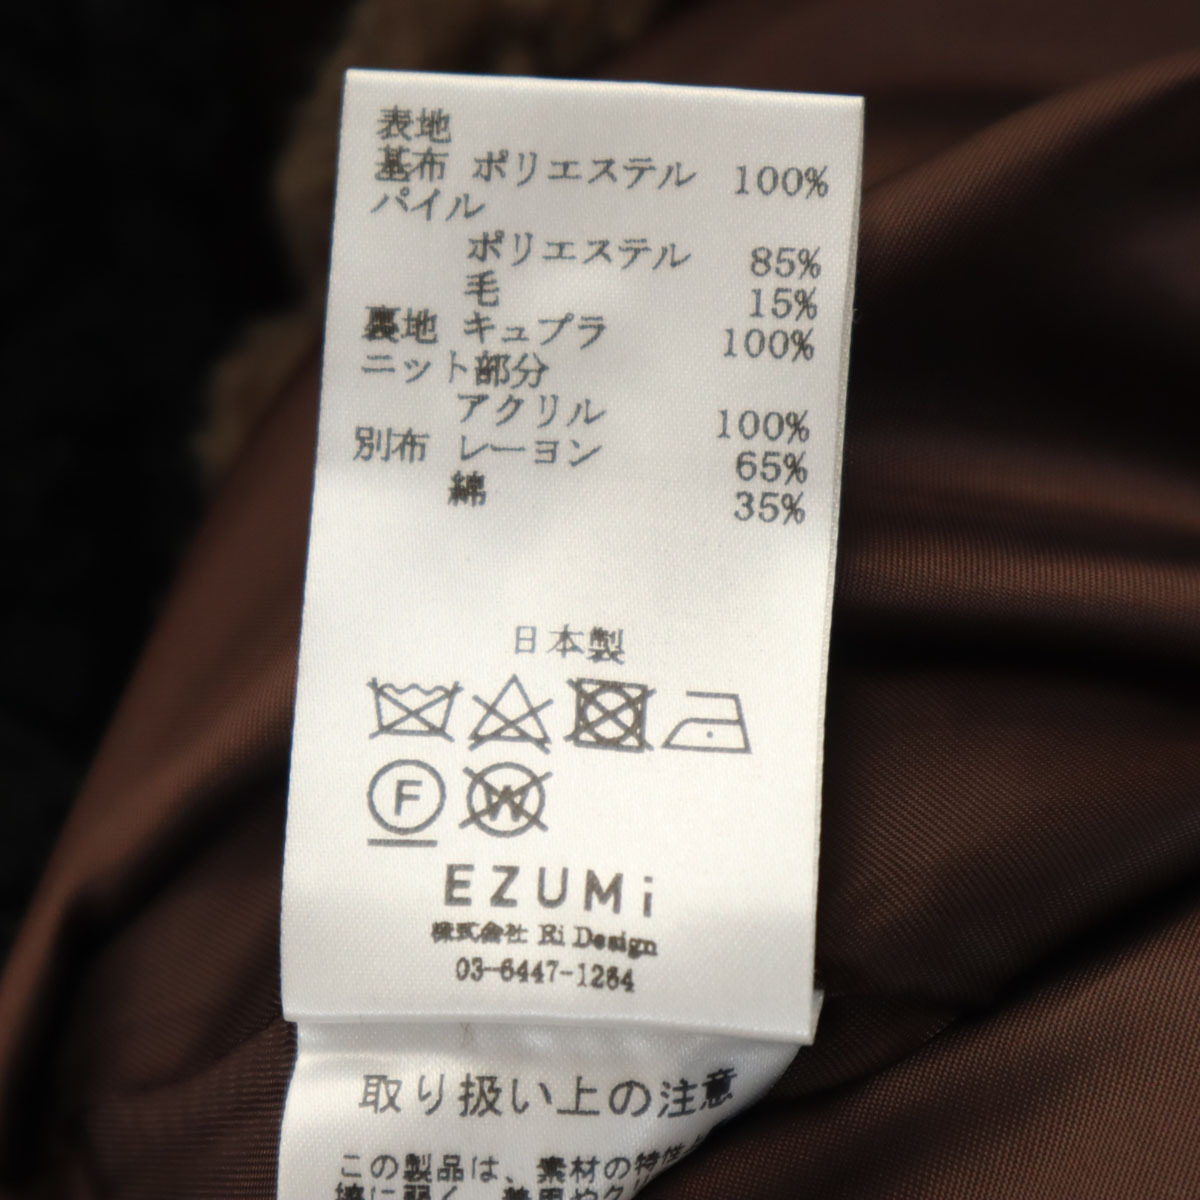 表地
基布 ポリエステル 100%
パイル
ポリエステル 85%
毛 15%
裏地 キュプラ 100%
ニット部分
アクリル 100%
別布 レーヨン 65%
綿 35%
日本製
F W
EZUMi
株式会社 Ri Design
03-6447-1264
取り扱い上の注意
この製品は、素材の特性